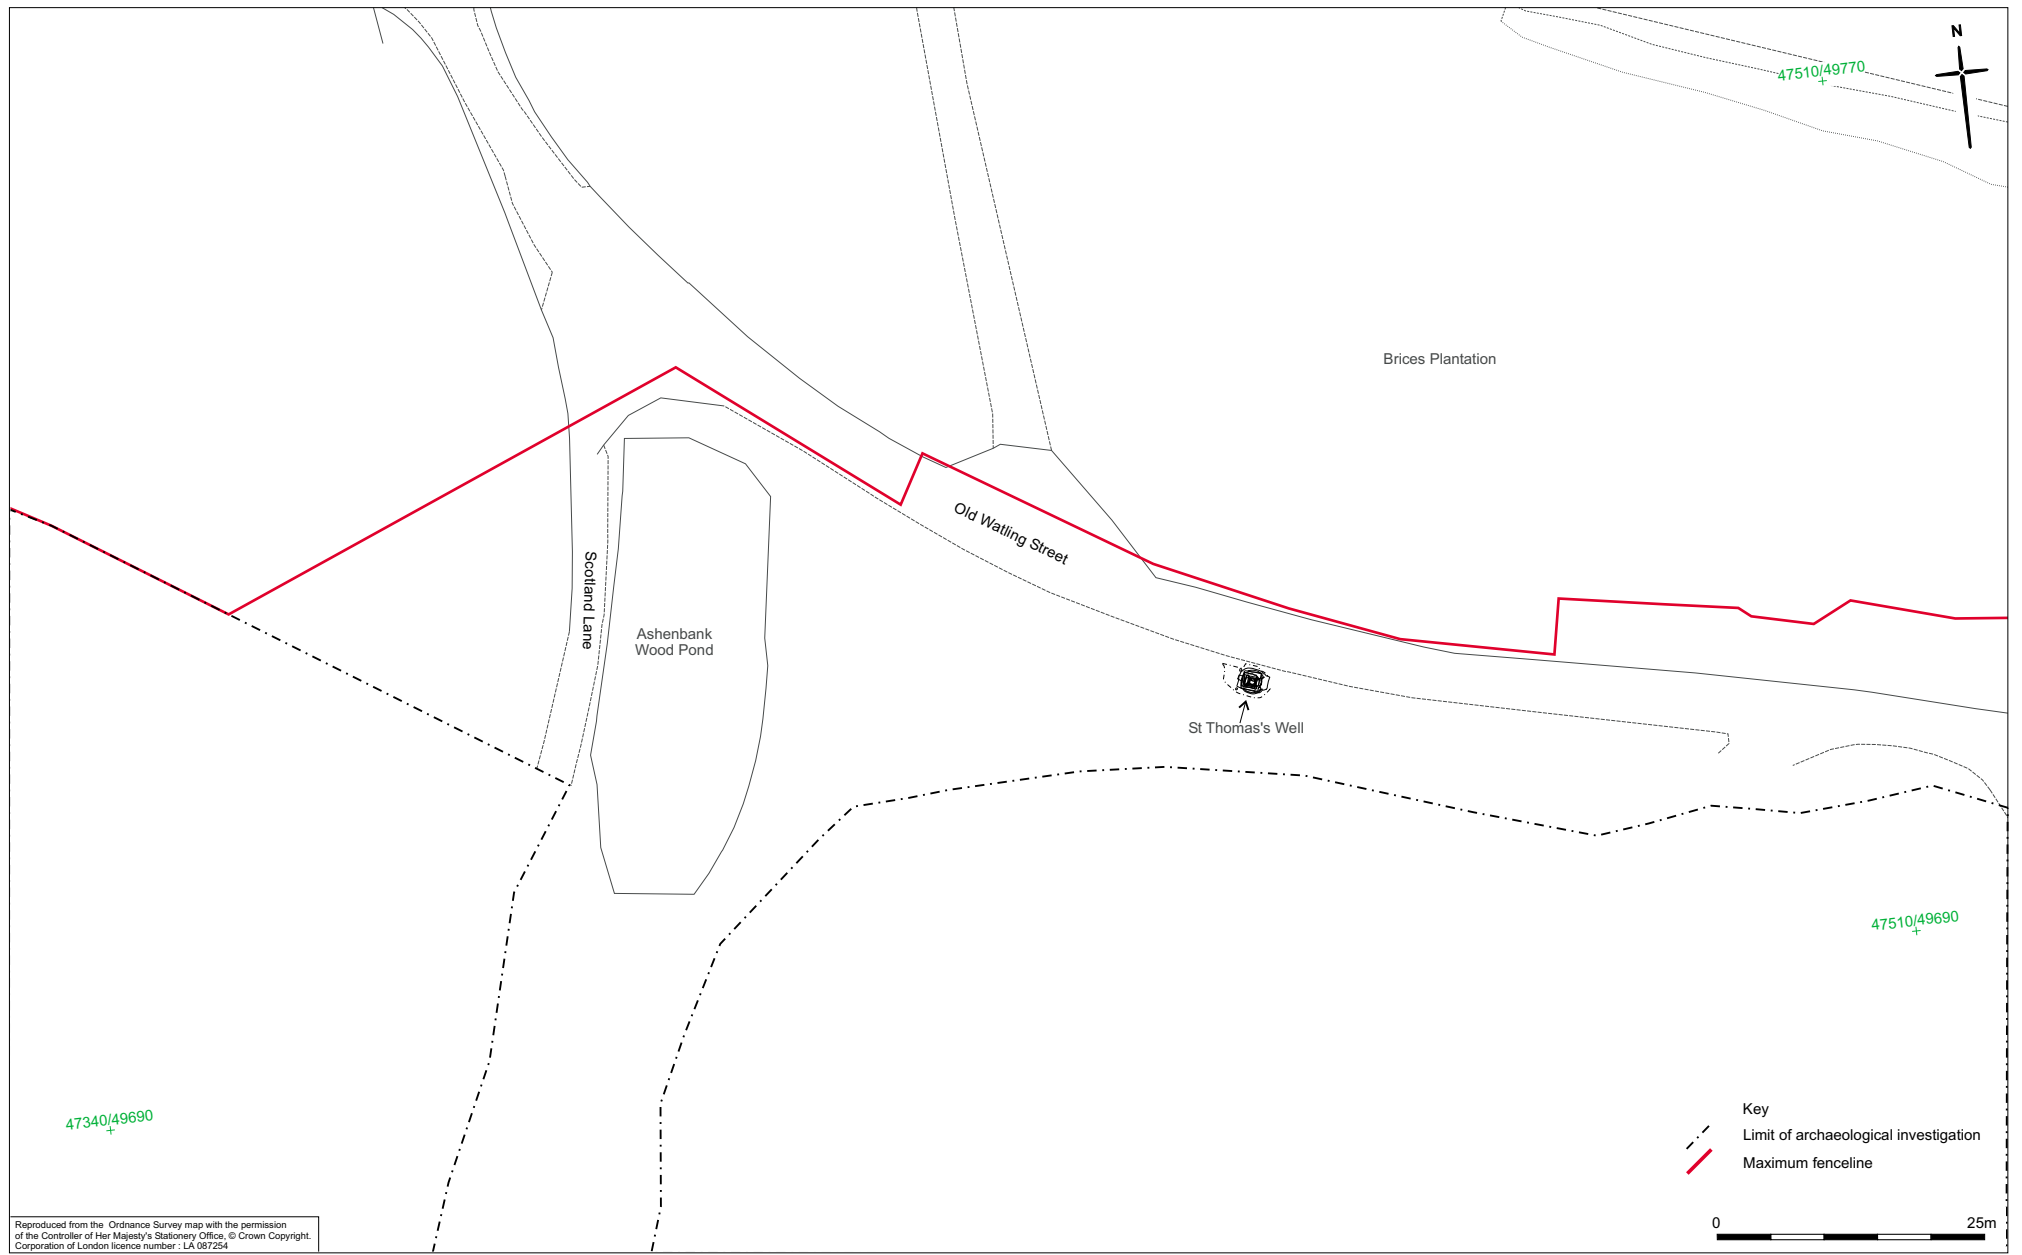 N
47510/49770
Brices Plantation
Old Watling Street
Scotland Lane
Ashenbank
Wood Pond
St Thomas's Well
47510/49690
47340/49690
Key
Limit of archaeological investigation
Maximum fenceline
0 25m
Reproduced from the Ordnance Survey map with the permission
of the Controller of Her Majesty's Stationery Office, © Crown Copyright.
Corporation of London licence number : LA 087254